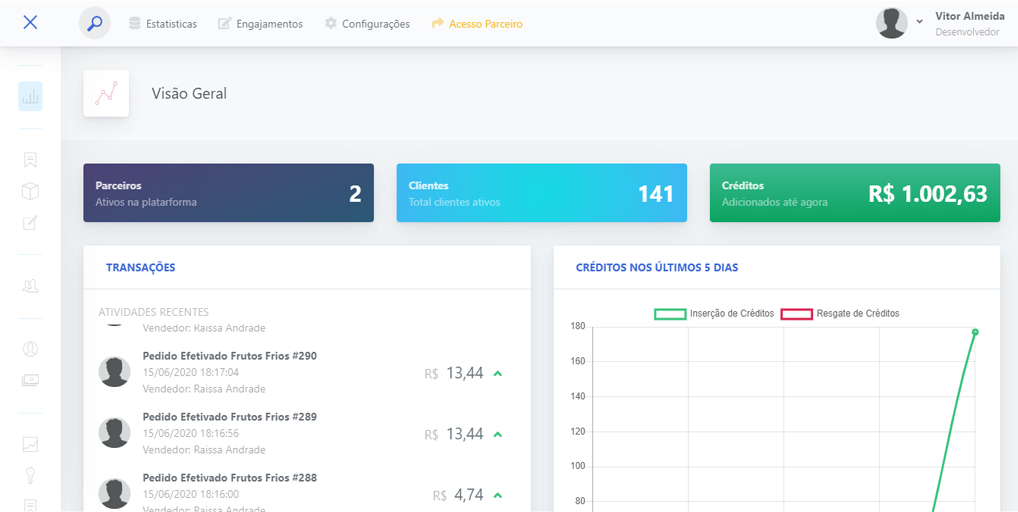 Estatisticas
Engajamentos
Configurações
Acesso Parceiro
Vitor Almeida
Desenvolvedor
Visão Geral
Parceiros
Ativos na platarforma
2
Clientes
Total clientes ativos
141
Créditos
Adicionados até agora
R$ 1.002,63
TRANSAÇÕES
ATIVIDADES RECENTES
Vendedor: Raissa Andrade
Pedido Efetivado Frutos Frios #290
15/06/2020 18:17:04
Vendedor: Raissa Andrade
R$ 13,44
Pedido Efetivado Frutos Frios #289
15/06/2020 18:16:56
Vendedor: Raissa Andrade
R$ 13,44
Pedido Efetivado Frutos Frios #288
15/06/2020 18:16:00
Vendedor: Raissa Andrade
R$ 4,74
CRÉDITOS NOS ÚLTIMOS 5 DIAS
Inserção de Créditos
Resgate de Créditos
180
160
140
120
100
80